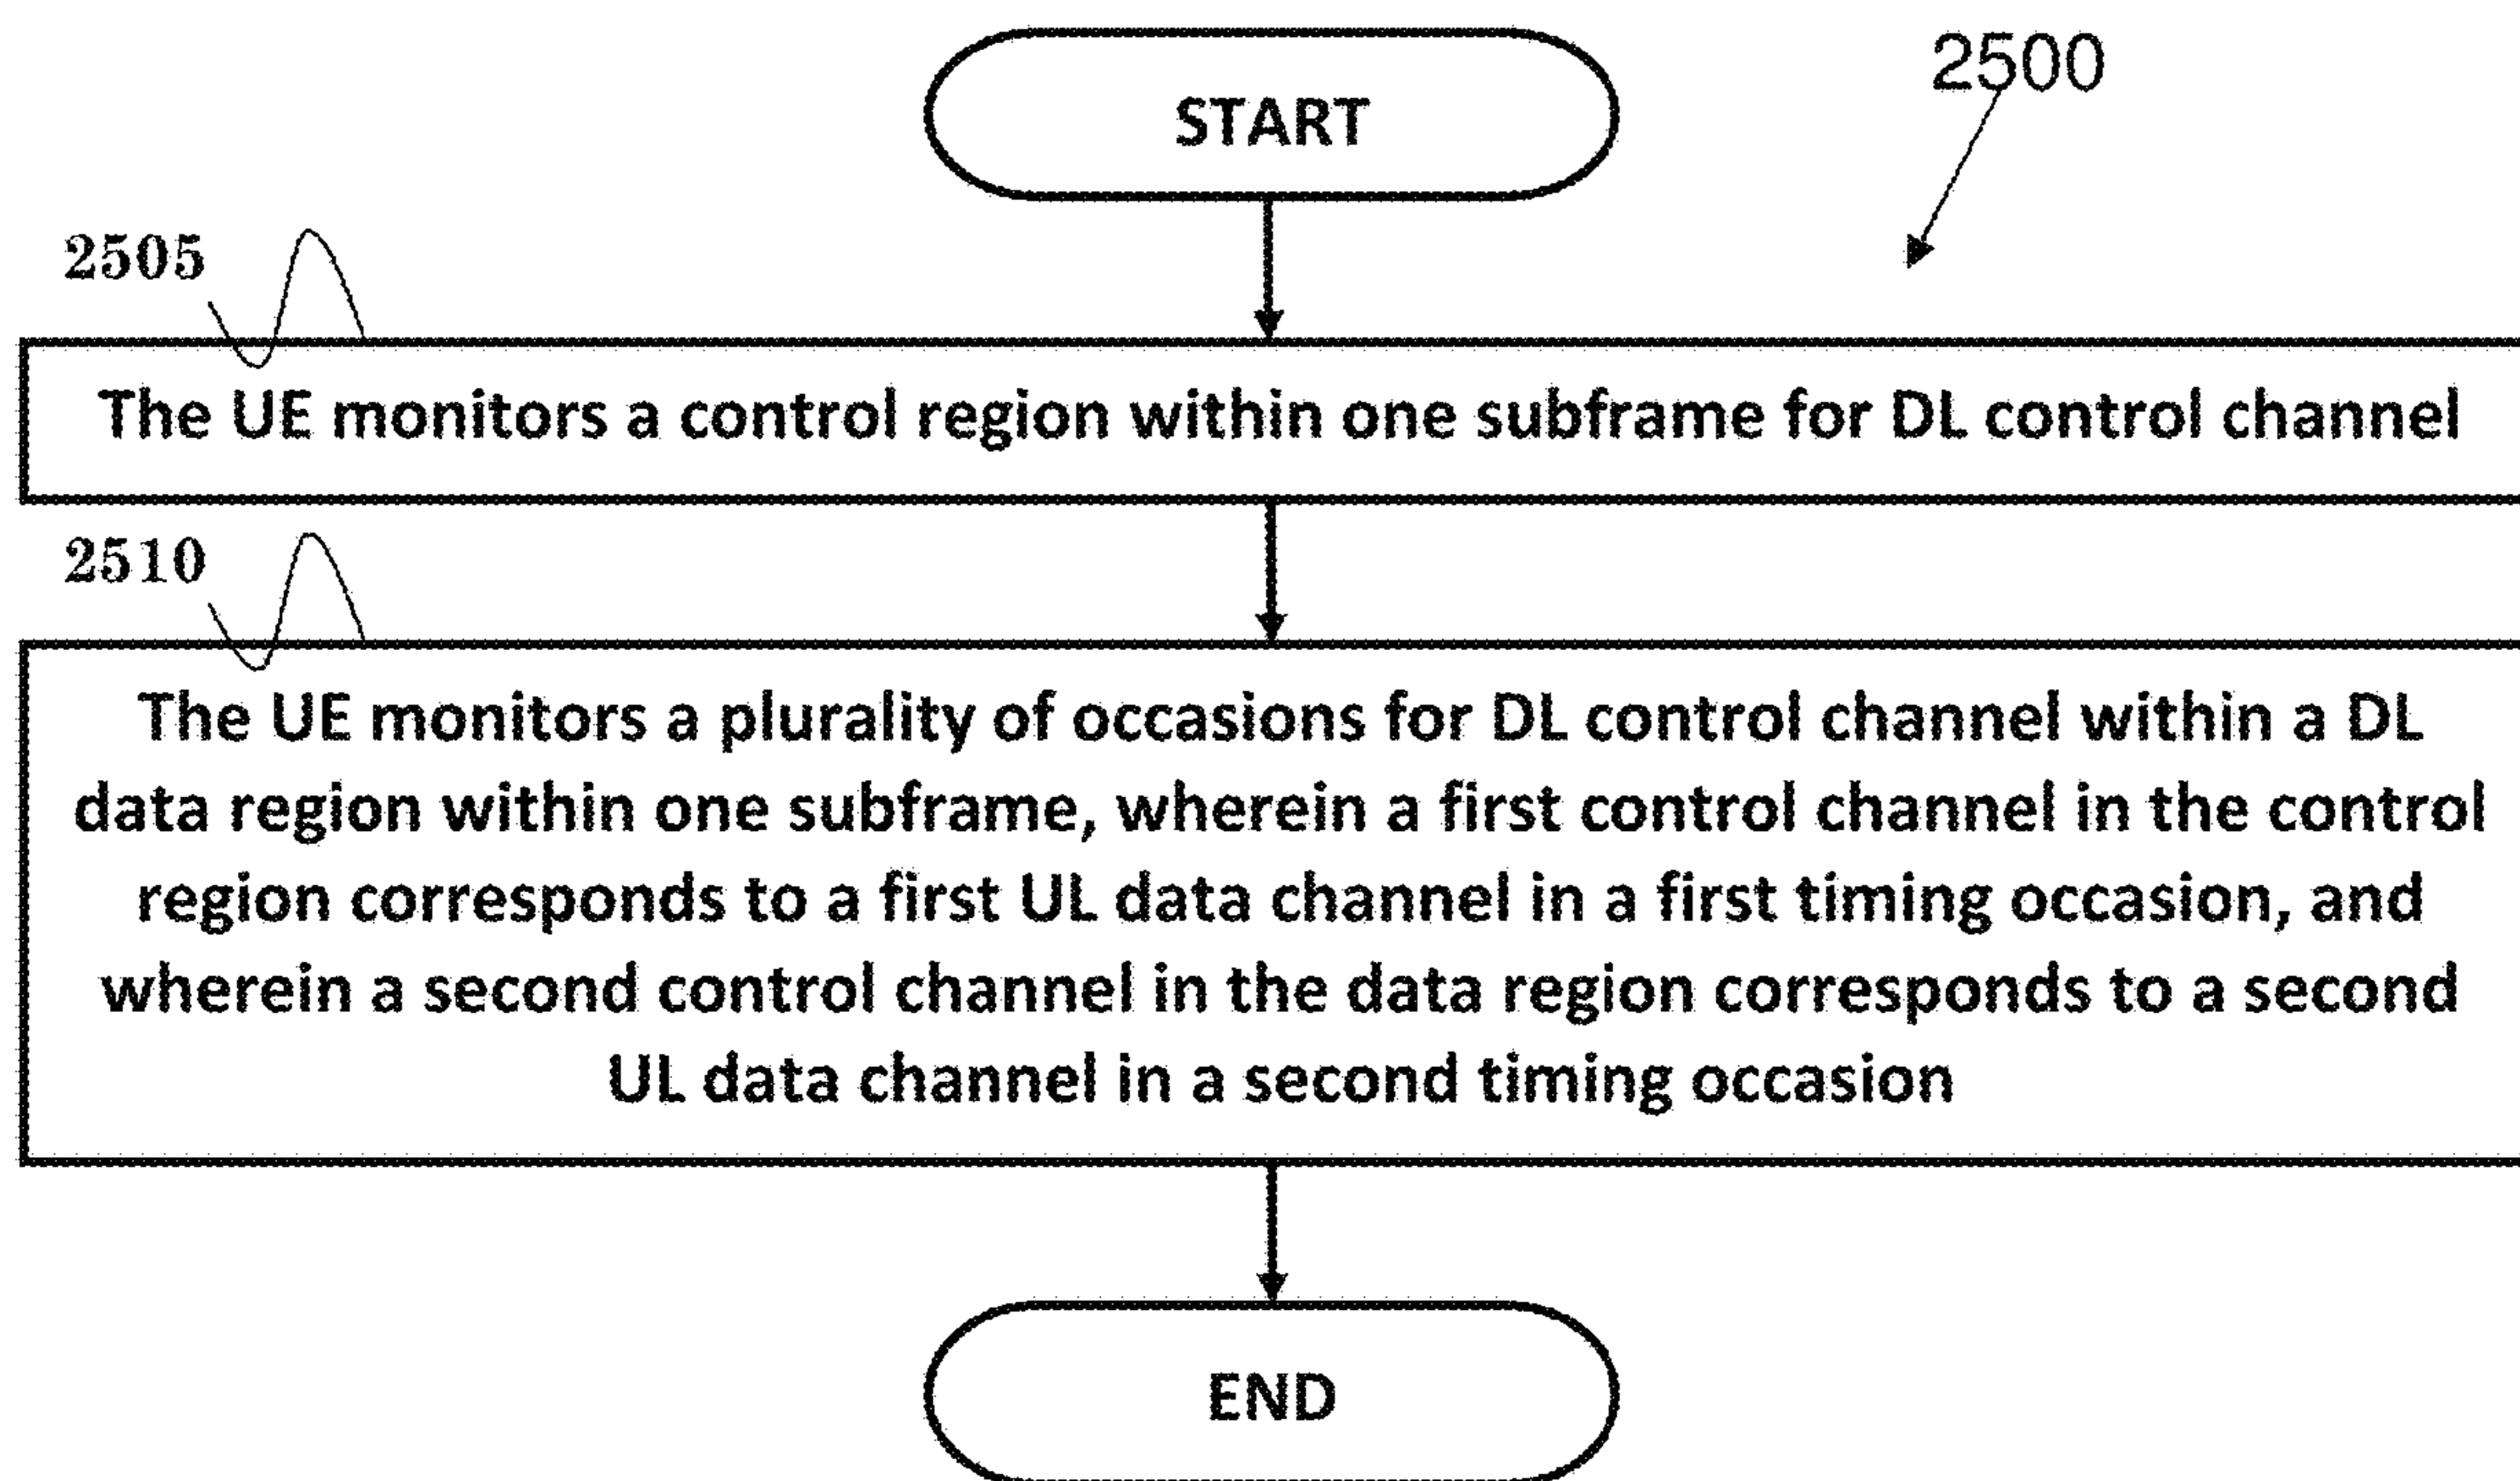 START
2500
2505
The UE monitors a control region within one subframe for DL control channel
2510
The UE monitors a plurality of occasions for DL control channel within a DL
data region within one subframe, wherein a first control channel in the control
region corresponds to a first UL data channel in a first timing occasion, and
wherein a second control channel in the data region corresponds to a second
UL data channel in a second timing occasion
END